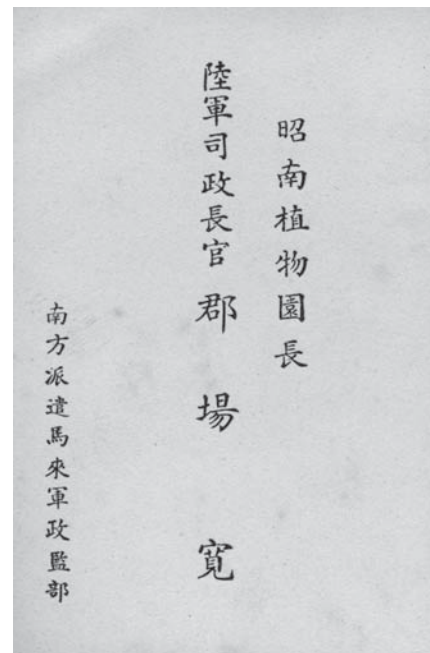 昭南植物園長
陸軍司政長官 郡場寛
南方派遣馬來軍政監部